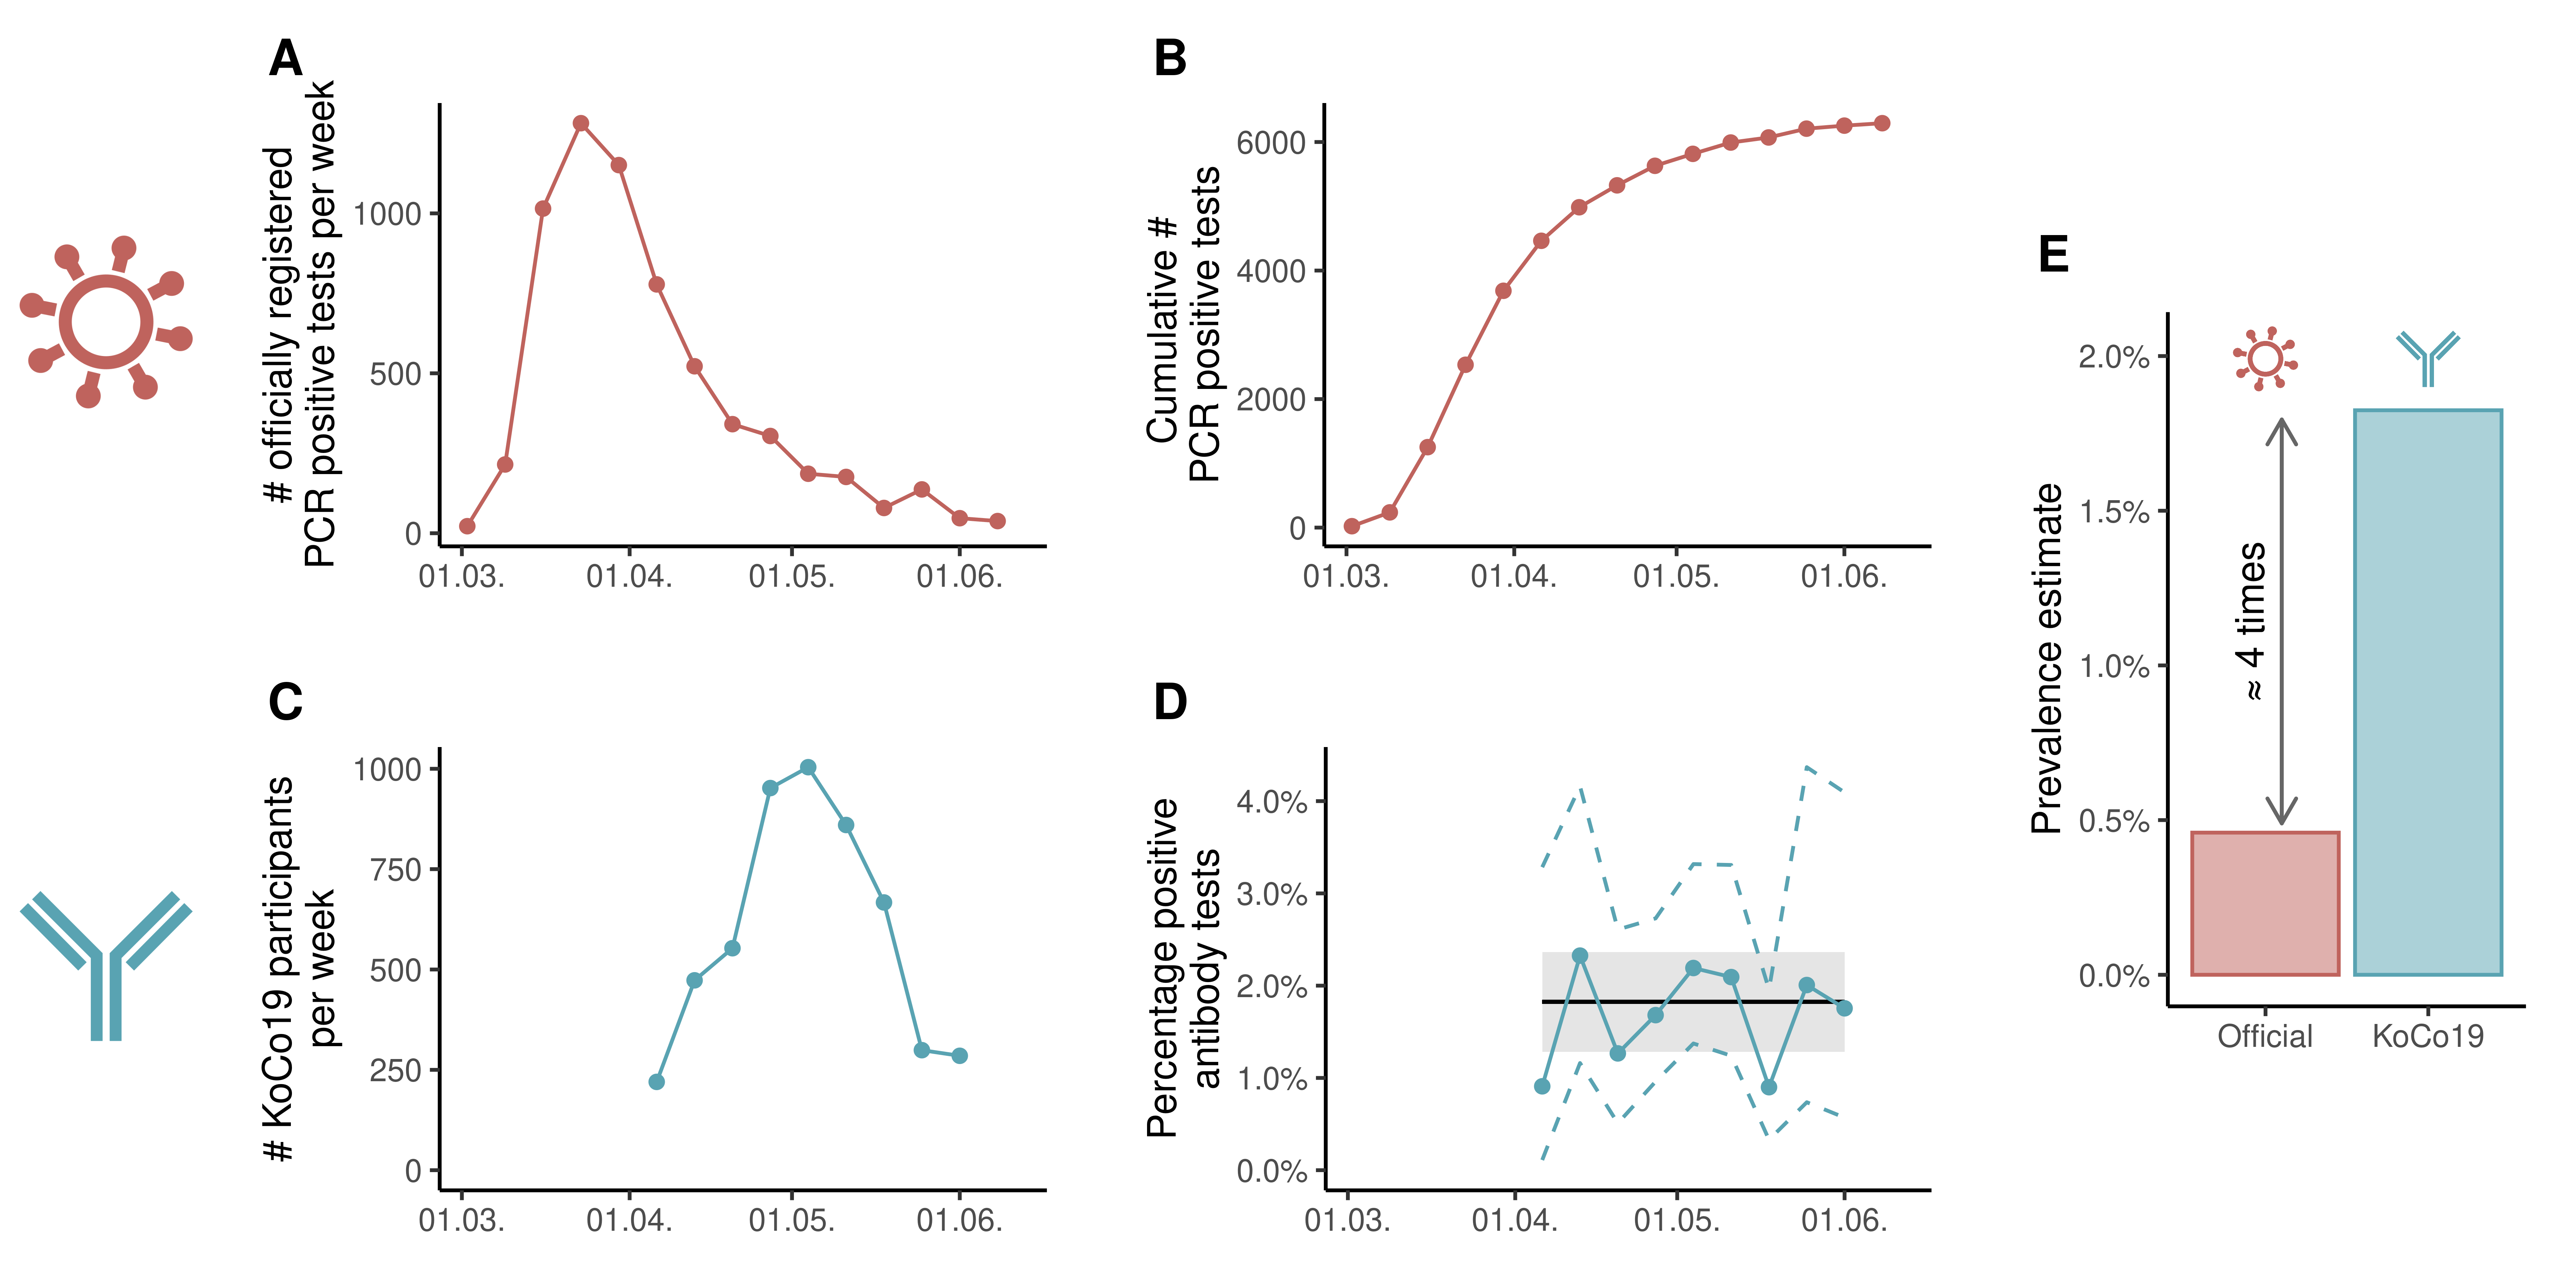 A
# officially registered
PCR positive tests per week
1000
500
0
01.03.
01.04.
01.05.
01.06.
B
Cumulative #
PCR positive tests
6000
4000
2000
0
01.03.
01.04.
01.05.
01.06.
C
# KoCo19 participants
per week
1000
750
500
250
0
01.03.
01.04.
01.05.
01.06.
D
Percentage positive
antibody tests
4.0%
3.0%
2.0%
1.0%
0.0%
01.03.
01.04.
01.05.
01.06.
E
Prevalence estimate
2.0%
1.5%
1.0%
0.5%
0.0%
≈ 4 times
Official
KoCo19